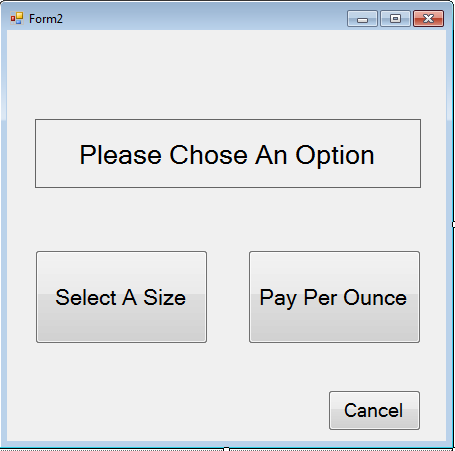 Form2
Please Chose An Option
Select A Size
Pay Per Ounce
Cancel